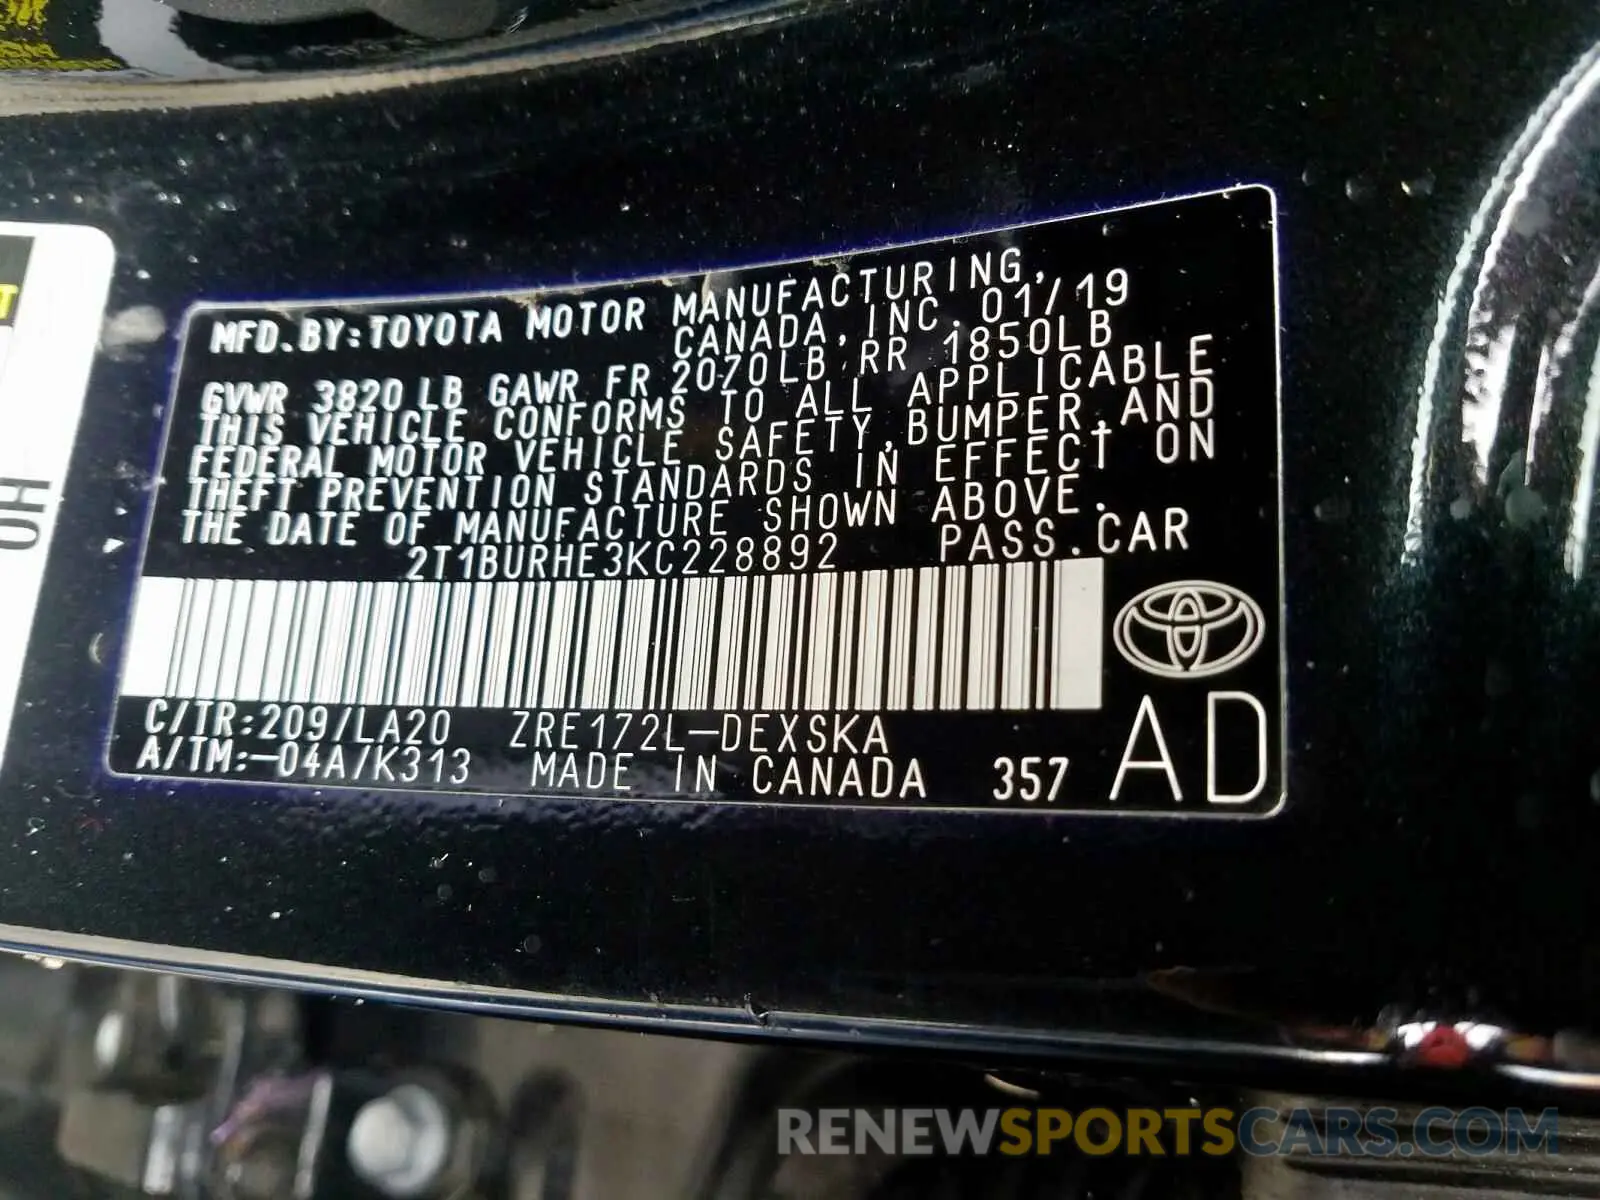 MFD.BY:TOYOTA MOTOR MANUFACTURING,
CANADA, INC. 01/19
GVWR 3820 LB GAWR FR 2070LB RR 1850LB
THIS VEHICLE CONFORMS TO ALL APPLICABLE
FEDERAL MOTOR VEHICLE SAFETY,BUMPER,AND
THEFT PREVENTION STANDARDS IN EFFECT ON
THE DATE OF MANUFACTURE SHOWN ABOVE.
2T1BURHE3KC228892 PASS.CAR
C/TR:209/LA20 ZRE172L-DEXSKA
A/TM:-04A/K313 MADE IN CANADA 357 AD
HO
RENEWSPORTSCARS.COM